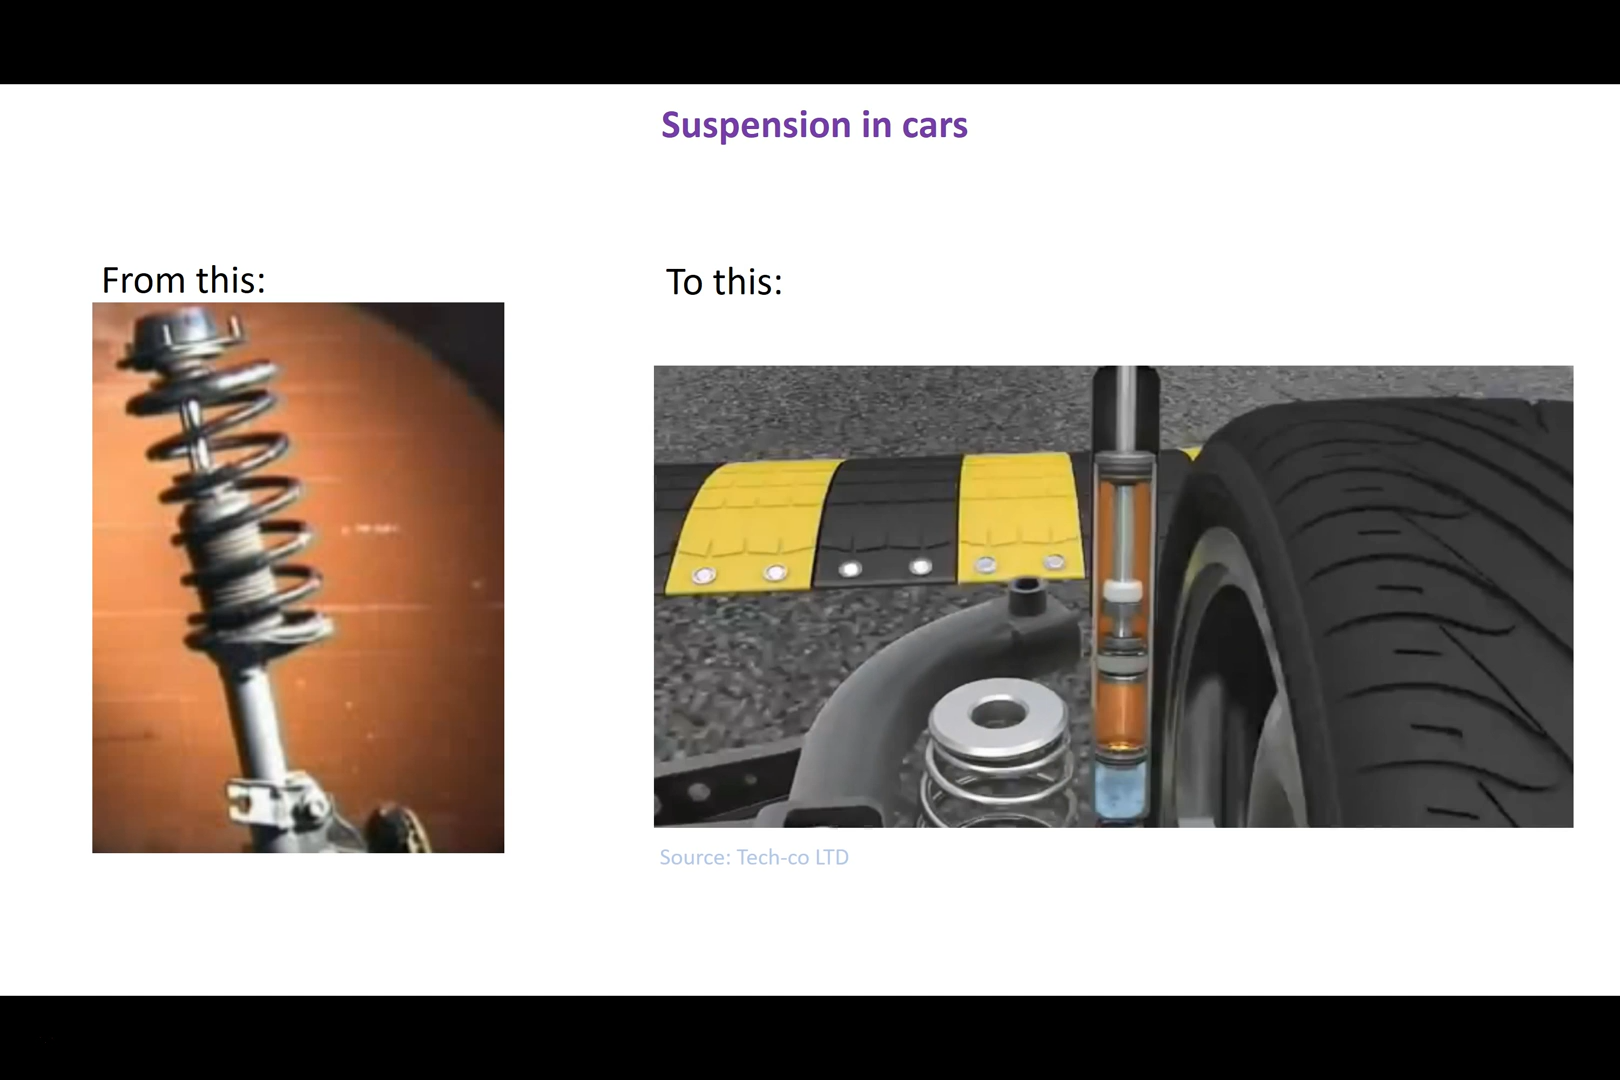 Suspension in cars
From this:
To this:
Source: Tech-co LTD